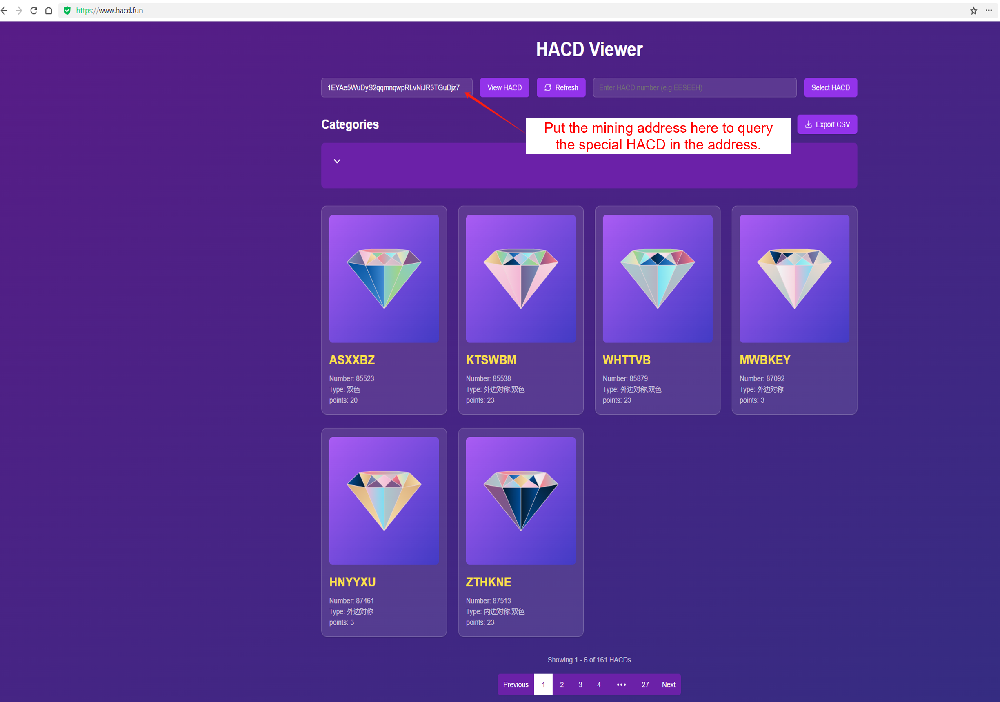 https://www.hacd.fun
HACD Viewer
1EYAe5WuDyS2qqmnqwpRLvNiJR3TGuDjz7
View HACD
Refresh
Enter HACD number (e.g.EESEEH)
Select HACD
Categories
Put the mining address here to query
the special HACD in the address.
Export CSV
ASXXBZ
Number: 85523
Type: 双色
points: 20
KTSWBM
Number: 85538
Type: 外边对称,双色
points: 23
WHTTVB
Number: 85879
Type: 外边对称,双色
points: 23
MWBKEY
Number: 87092
Type: 外边对称
points: 3
HNYYXU
Number: 87461
Type: 外边对称
points: 3
ZTHKNE
Number: 87513
Type: 内边对称,双色
points: 23
Showing 1 - 6 of 161 HACDs
Previous 1 2 3 4 ••• 27 Next